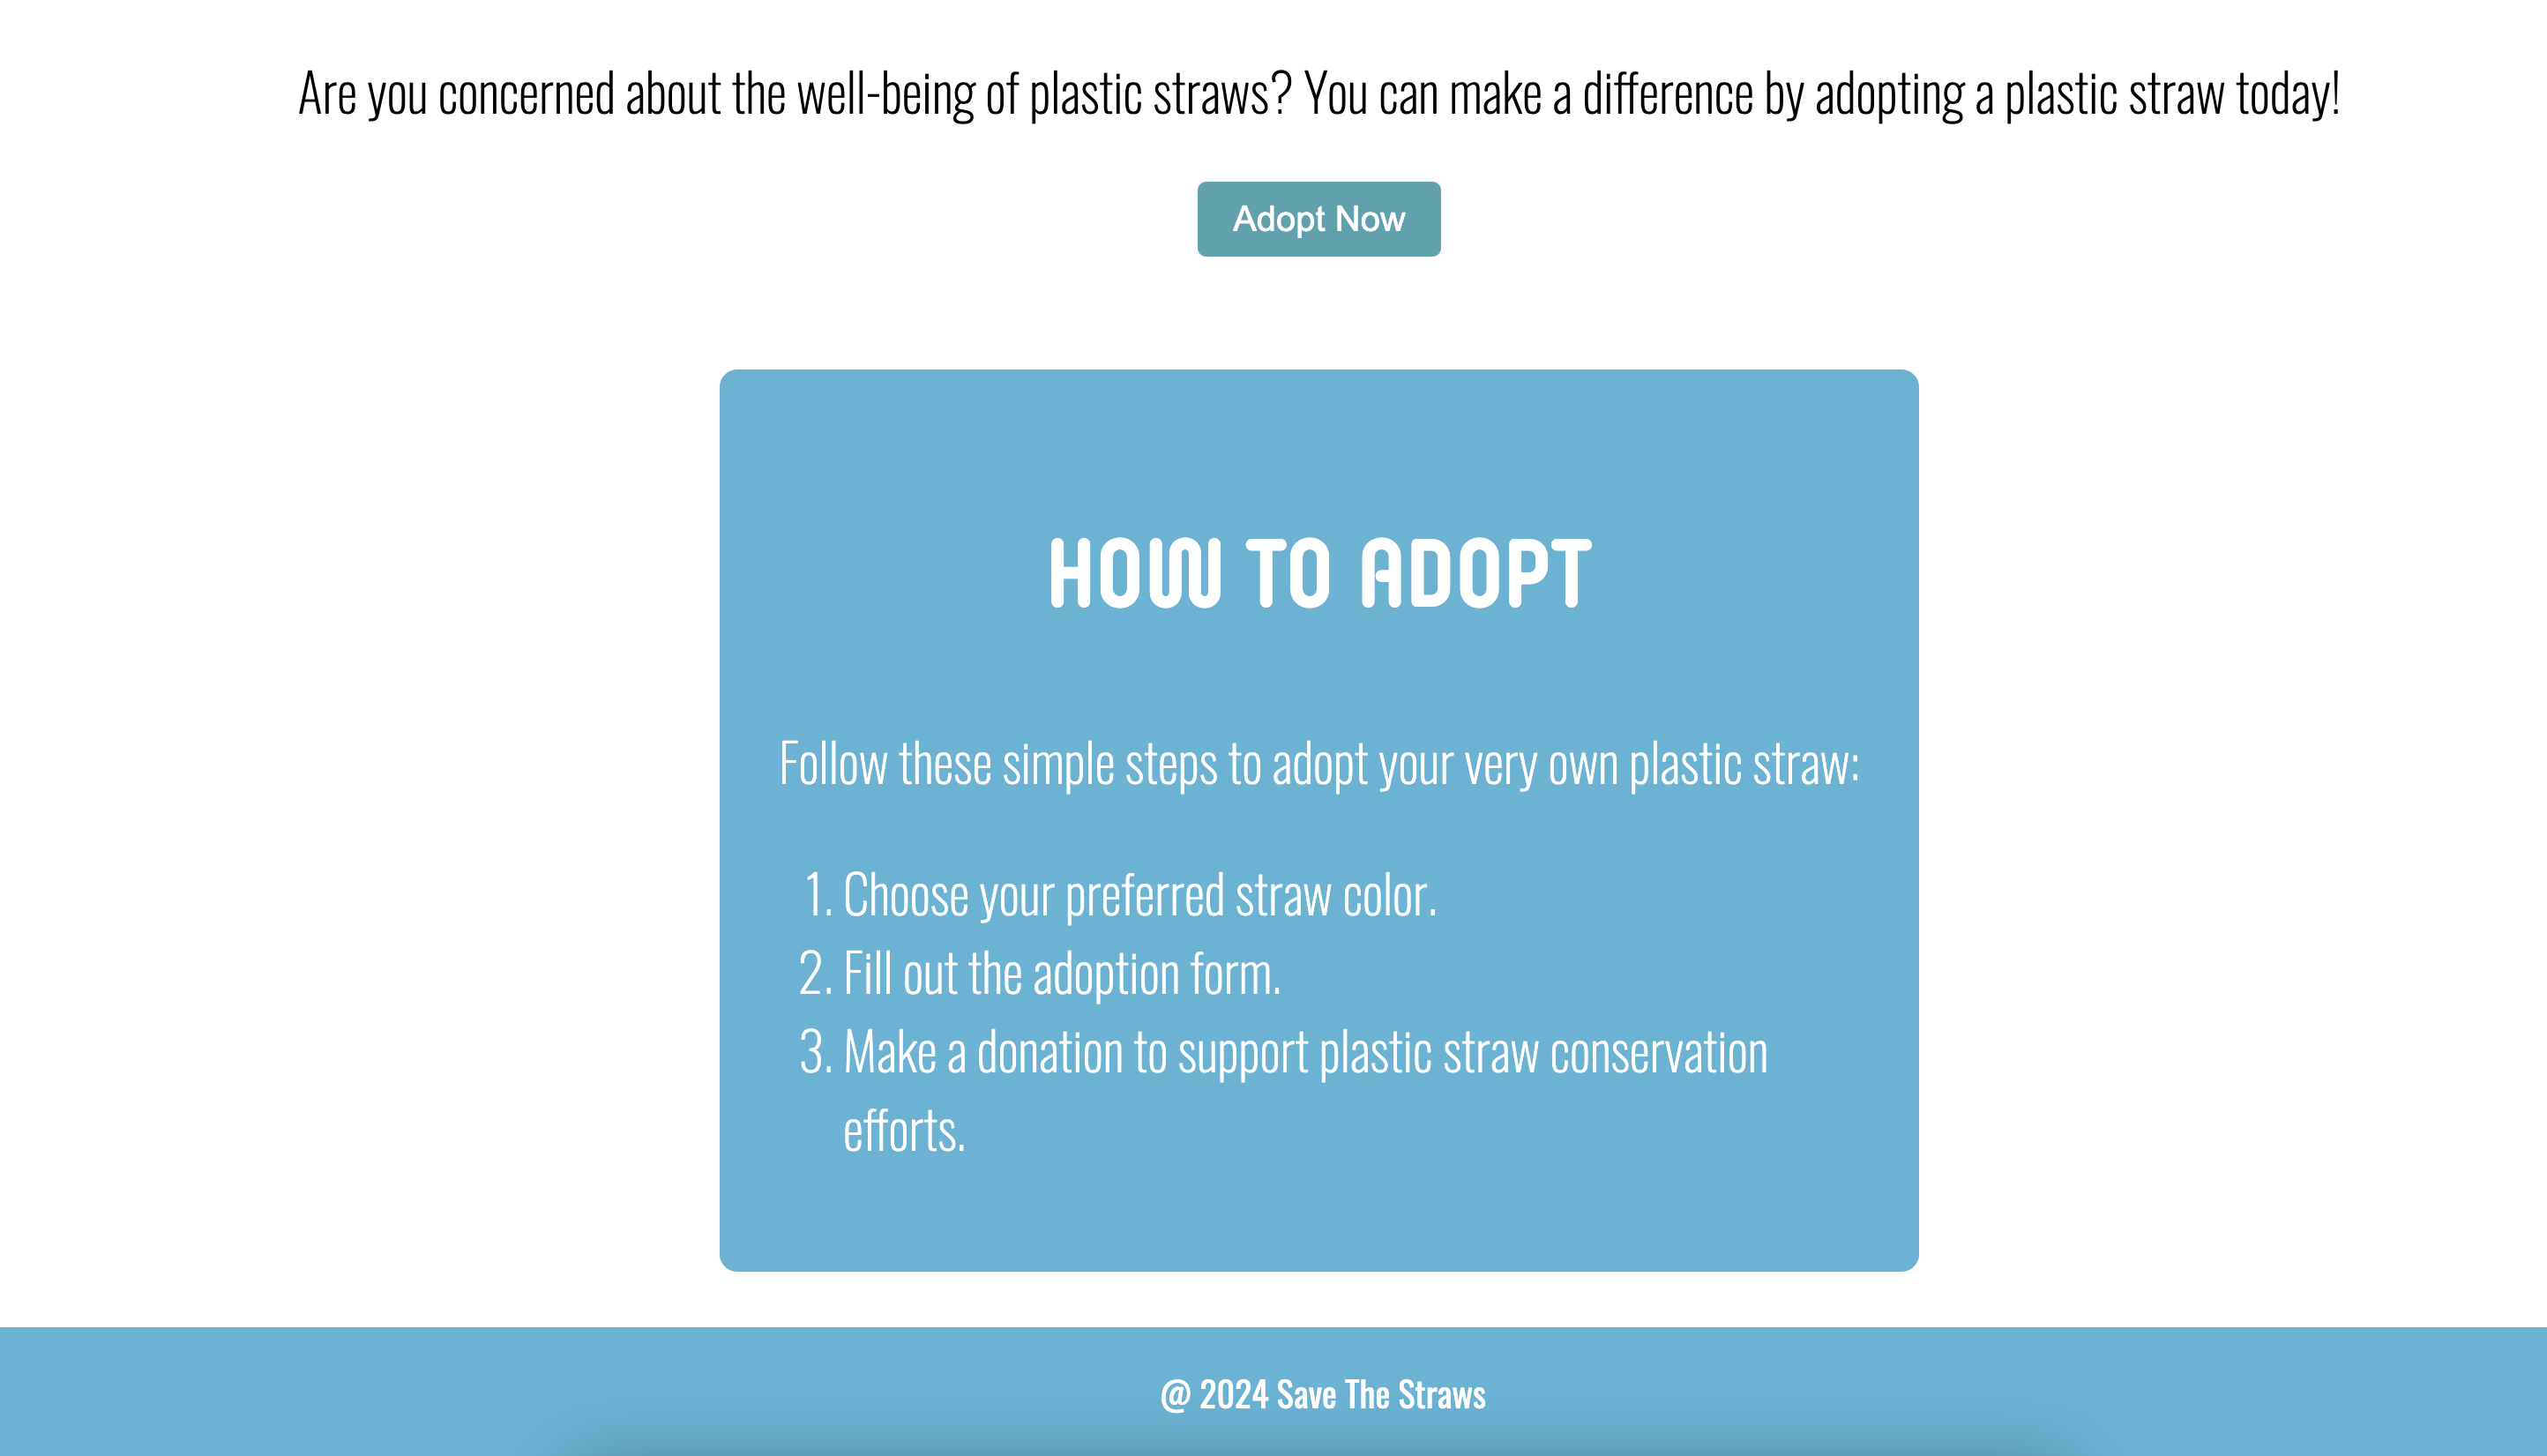 Are you concerned about the well-being of plastic straws? You can make a difference by adopting a plastic straw today!
Adopt Now
HOW TO ADOPT
Follow these simple steps to adopt your very own plastic straw:
1. Choose your preferred straw color.
2. Fill out the adoption form.
3. Make a donation to support plastic straw conservation
efforts.
@ 2024 Save The Straws